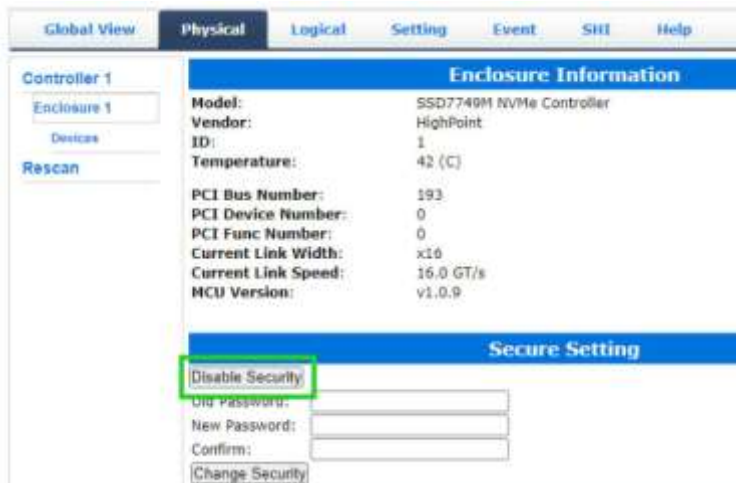 Global View Physical Logical Setting Event SHI Help
Controller 1
Enclosure 1
Devices
Rescan
Enclosure Information
Model: SSD7749M NVMe Controller
Vendor: HighPoint
ID: 1
Temperature: 42 (C)
PCI Bus Number: 193
PCI Device Number: 0
PCI Func Number: 0
Current Link Width: x16
Current Link Speed: 16.0 GT/s
MCU Version: v1.0.9
Secure Setting
Disable Security
Old Password:
New Password:
Confirm:
Change Security